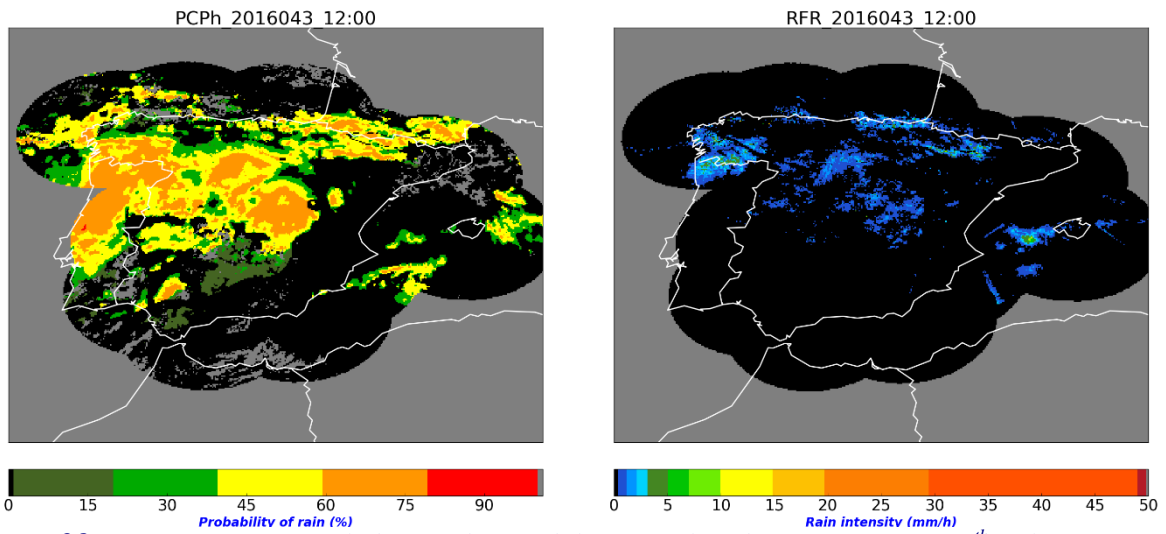 PCPh_2016043_12:00
RFR_2016043_12:00
0 15 30 45 60 75 90
Probability of rain (%)
0 5 10 15 20 25 30 35 40 45 50
Rain intensity (mm/h)